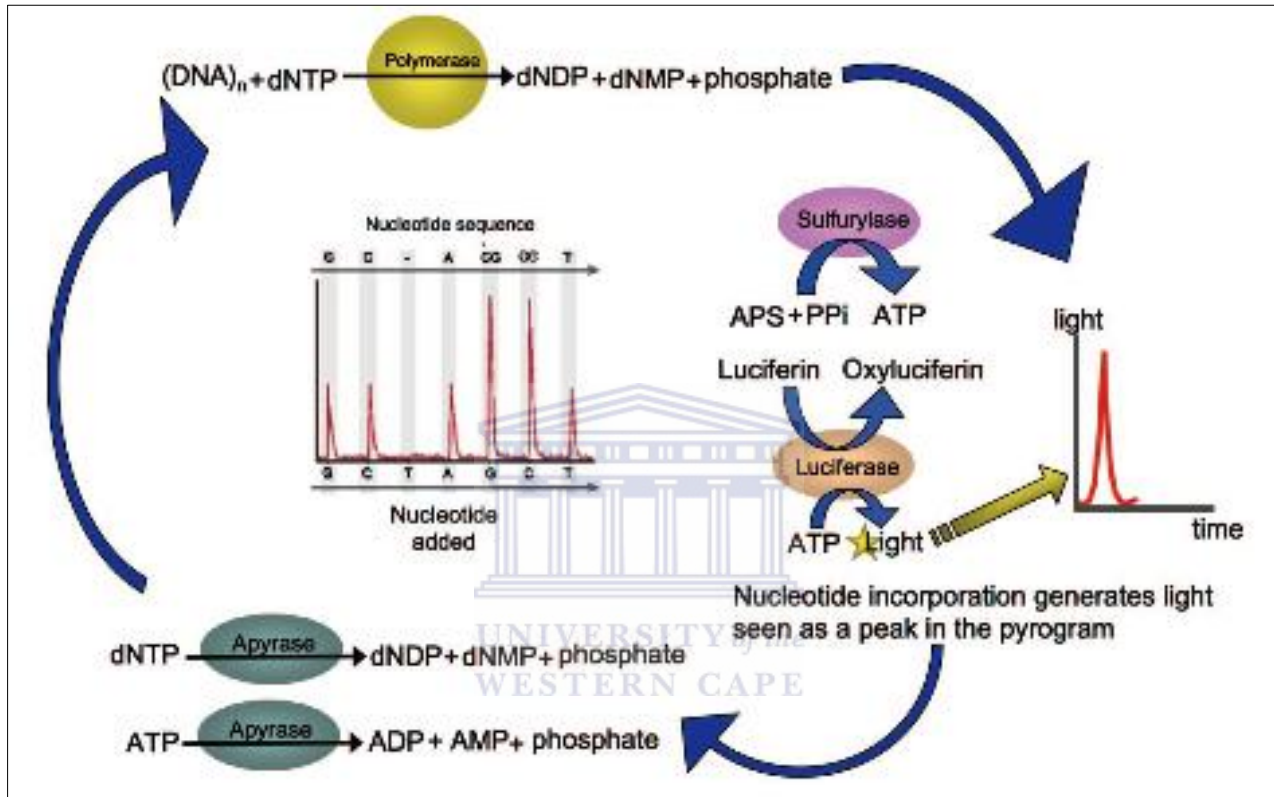 (DNA)n+dNTP Polymerase dNDP+dNMP+phosphate
Nucleotide sequence
G C - A GG CC T
G C T A G C T
Nucleotide
added
Sulfurylase
APS+PPi ATP
Luciferin Oxyluciferin
Luciferase
ATP Light
light
time
Nucleotide incorporation generates light
seen as a peak in the pyrogram
dNTP Apyrase dNDP+dNMP+ phosphate
ATP Apyrase ADP+ AMP+ phosphate
UNIVERSITY of the
WESTERN CAPE